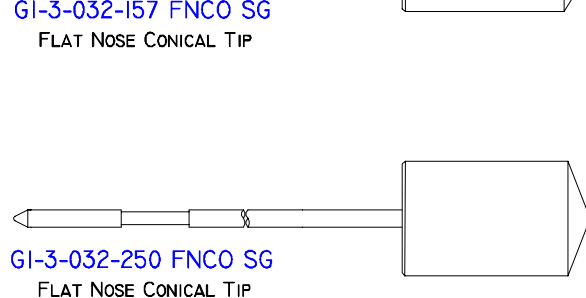 GI-3-032-157 FNCO SG
FLAT NOSE CONICAL TIP
GI-3-032-250 FNCO SG
FLAT NOSE CONICAL TIP